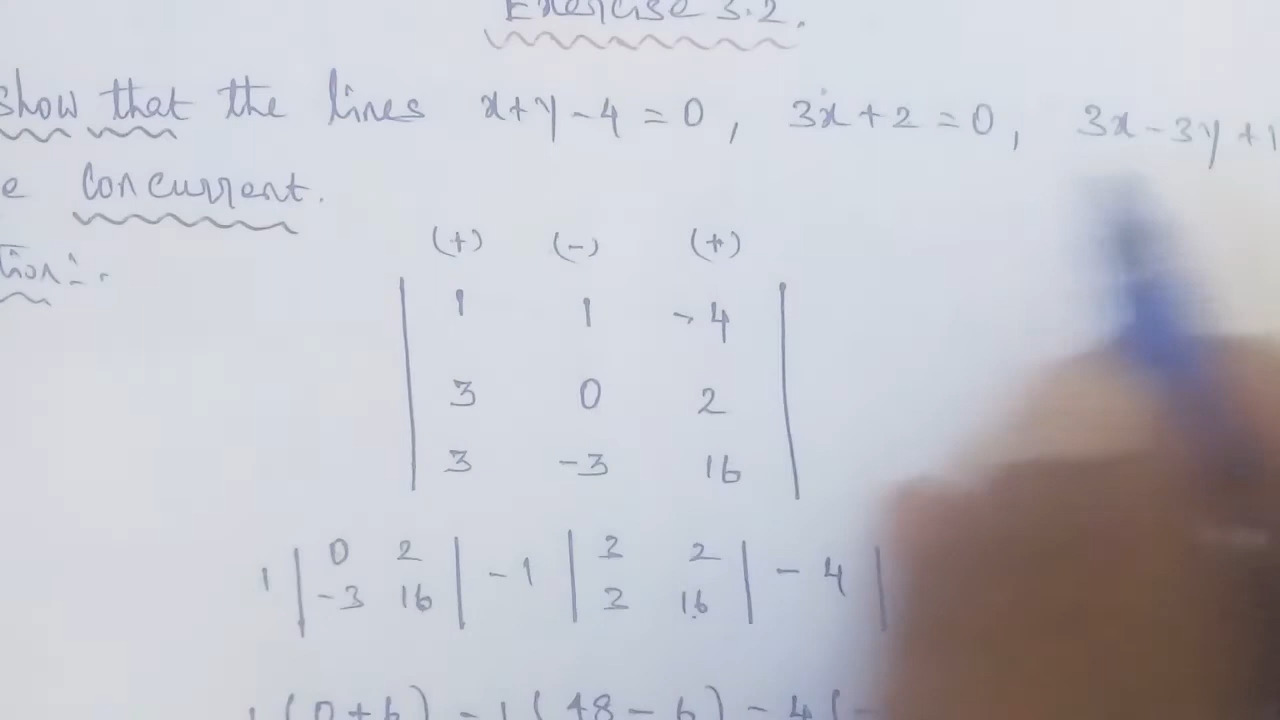 Exercise 3.2.
show that the lines x+y-4=0, 3x+2=0, 3x-3y+1
e concurrent.
tion:-
(+) (-) (+)
1 1 -4
3 0 2
3 -3 16
1 | 0 2 | -1 | 3 2 | -4 |
| -3 16 | | 3 16 |
1(0+6) -1(48-6) -4(-